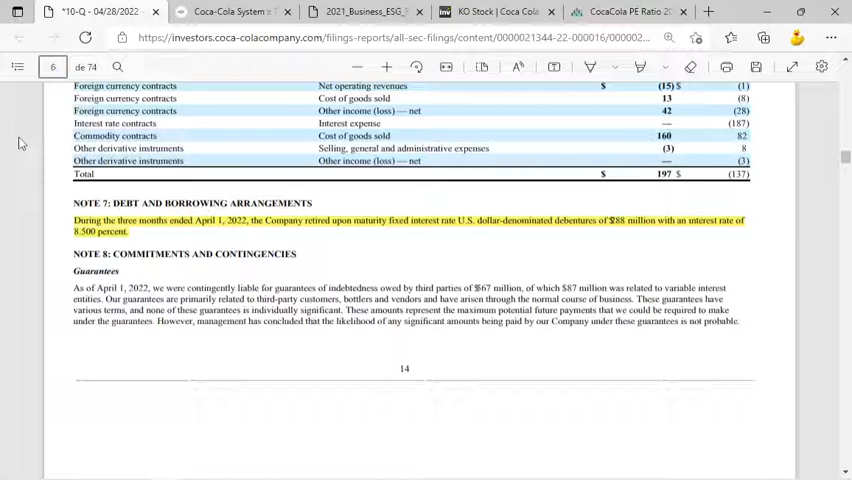 *10-Q - 04/28/2022 -
Coca-Cola System :: T
2021_Business_ESG_F
Inv KO Stock | Coca Cola
CocaCola PE Ratio 20
https://investors.coca-colacompany.com/filings-reports/all-sec-filings/content/0000021344-22-000016/000002...
6 de 74
Foreign currency contracts Net operating revenues $ (15) $ (1)
Foreign currency contracts Cost of goods sold 13 (8)
Foreign currency contracts Other income (loss) — net 42 (28)
Interest rate contracts Interest expense — (187)
Commodity contracts Cost of goods sold 160 82
Other derivative instruments Selling, general and administrative expenses (3) 8
Other derivative instruments Other income (loss) — net — (3)
Total $ 197 $ (137)
NOTE 7: DEBT AND BORROWING ARRANGEMENTS
During the three months ended April 1, 2022, the Company retired upon maturity fixed interest rate U.S. dollar-denominated debentures of $288 million with an interest rate of
8.500 percent.
NOTE 8: COMMITMENTS AND CONTINGENCIES
Guarantees
As of April 1, 2022, we were contingently liable for guarantees of indebtedness owed by third parties of $567 million, of which $87 million was related to variable interest
entities. Our guarantees are primarily related to third-party customers, bottlers and vendors and have arisen through the normal course of business. These guarantees have
various terms, and none of these guarantees is individually significant. These amounts represent the maximum potential future payments that we could be required to make
under the guarantees. However, management has concluded that the likelihood of any significant amounts being paid by our Company under these guarantees is not probable.
14